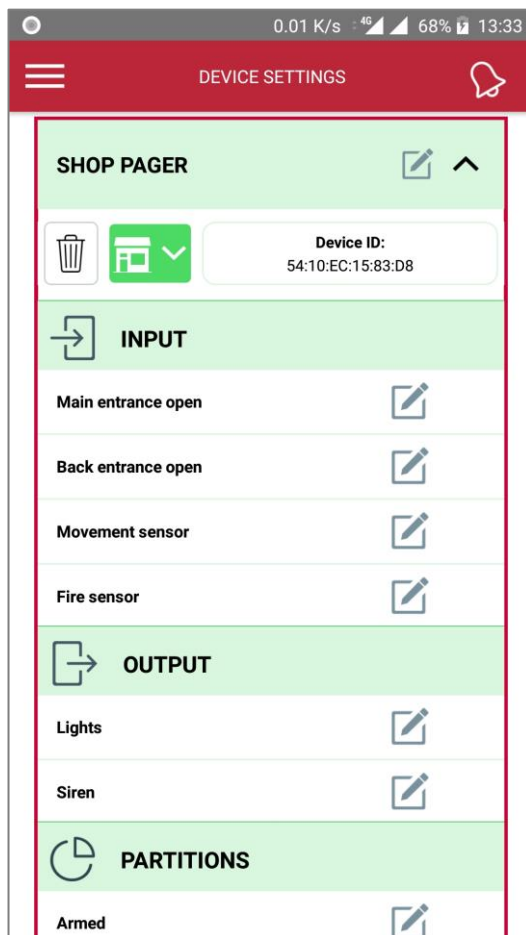 0.01 K/s 4G 68% 13:33
DEVICE SETTINGS
SHOP PAGER
Device ID:
54:10:EC:15:83:D8
INPUT
Main entrance open
Back entrance open
Movement sensor
Fire sensor
OUTPUT
Lights
Siren
PARTITIONS
Armed